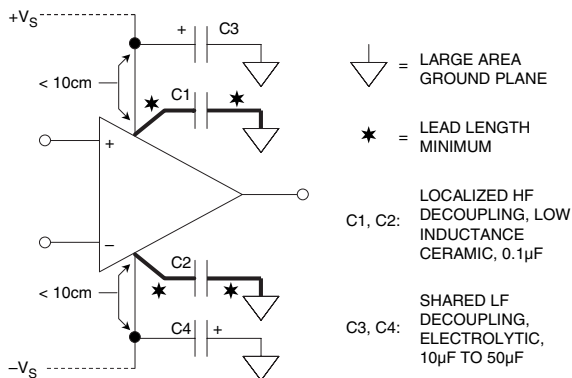 +VS
+ C3
< 10cm
C1
+
–
C2
< 10cm
C4 +
–VS
= LARGE AREA
GROUND PLANE
= LEAD LENGTH
MINIMUM
C1, C2: LOCALIZED HF
DECOUPLING, LOW
INDUCTANCE
CERAMIC, 0.1µF
C3, C4: SHARED LF
DECOUPLING,
ELECTROLYTIC,
10µF TO 50µF